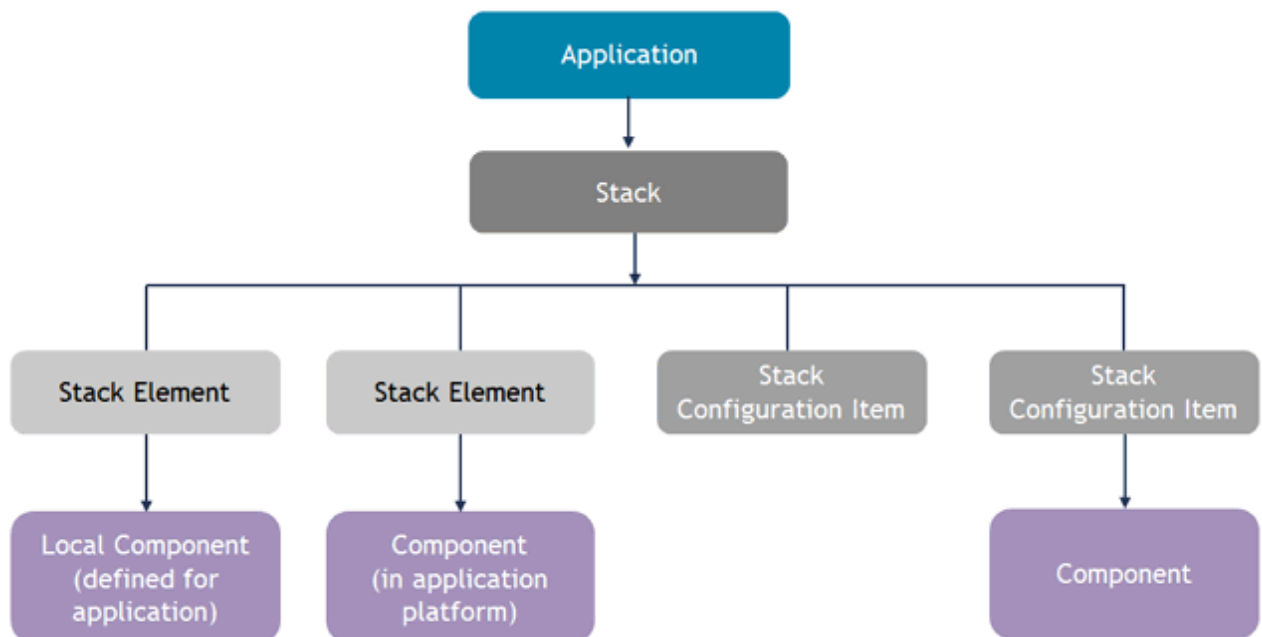 Application
Stack
Stack Element
Stack Element
Stack
Configuration Item
Stack
Configuration Item
Local Component
(defined for
application)
Component
(in application
platform)
Component